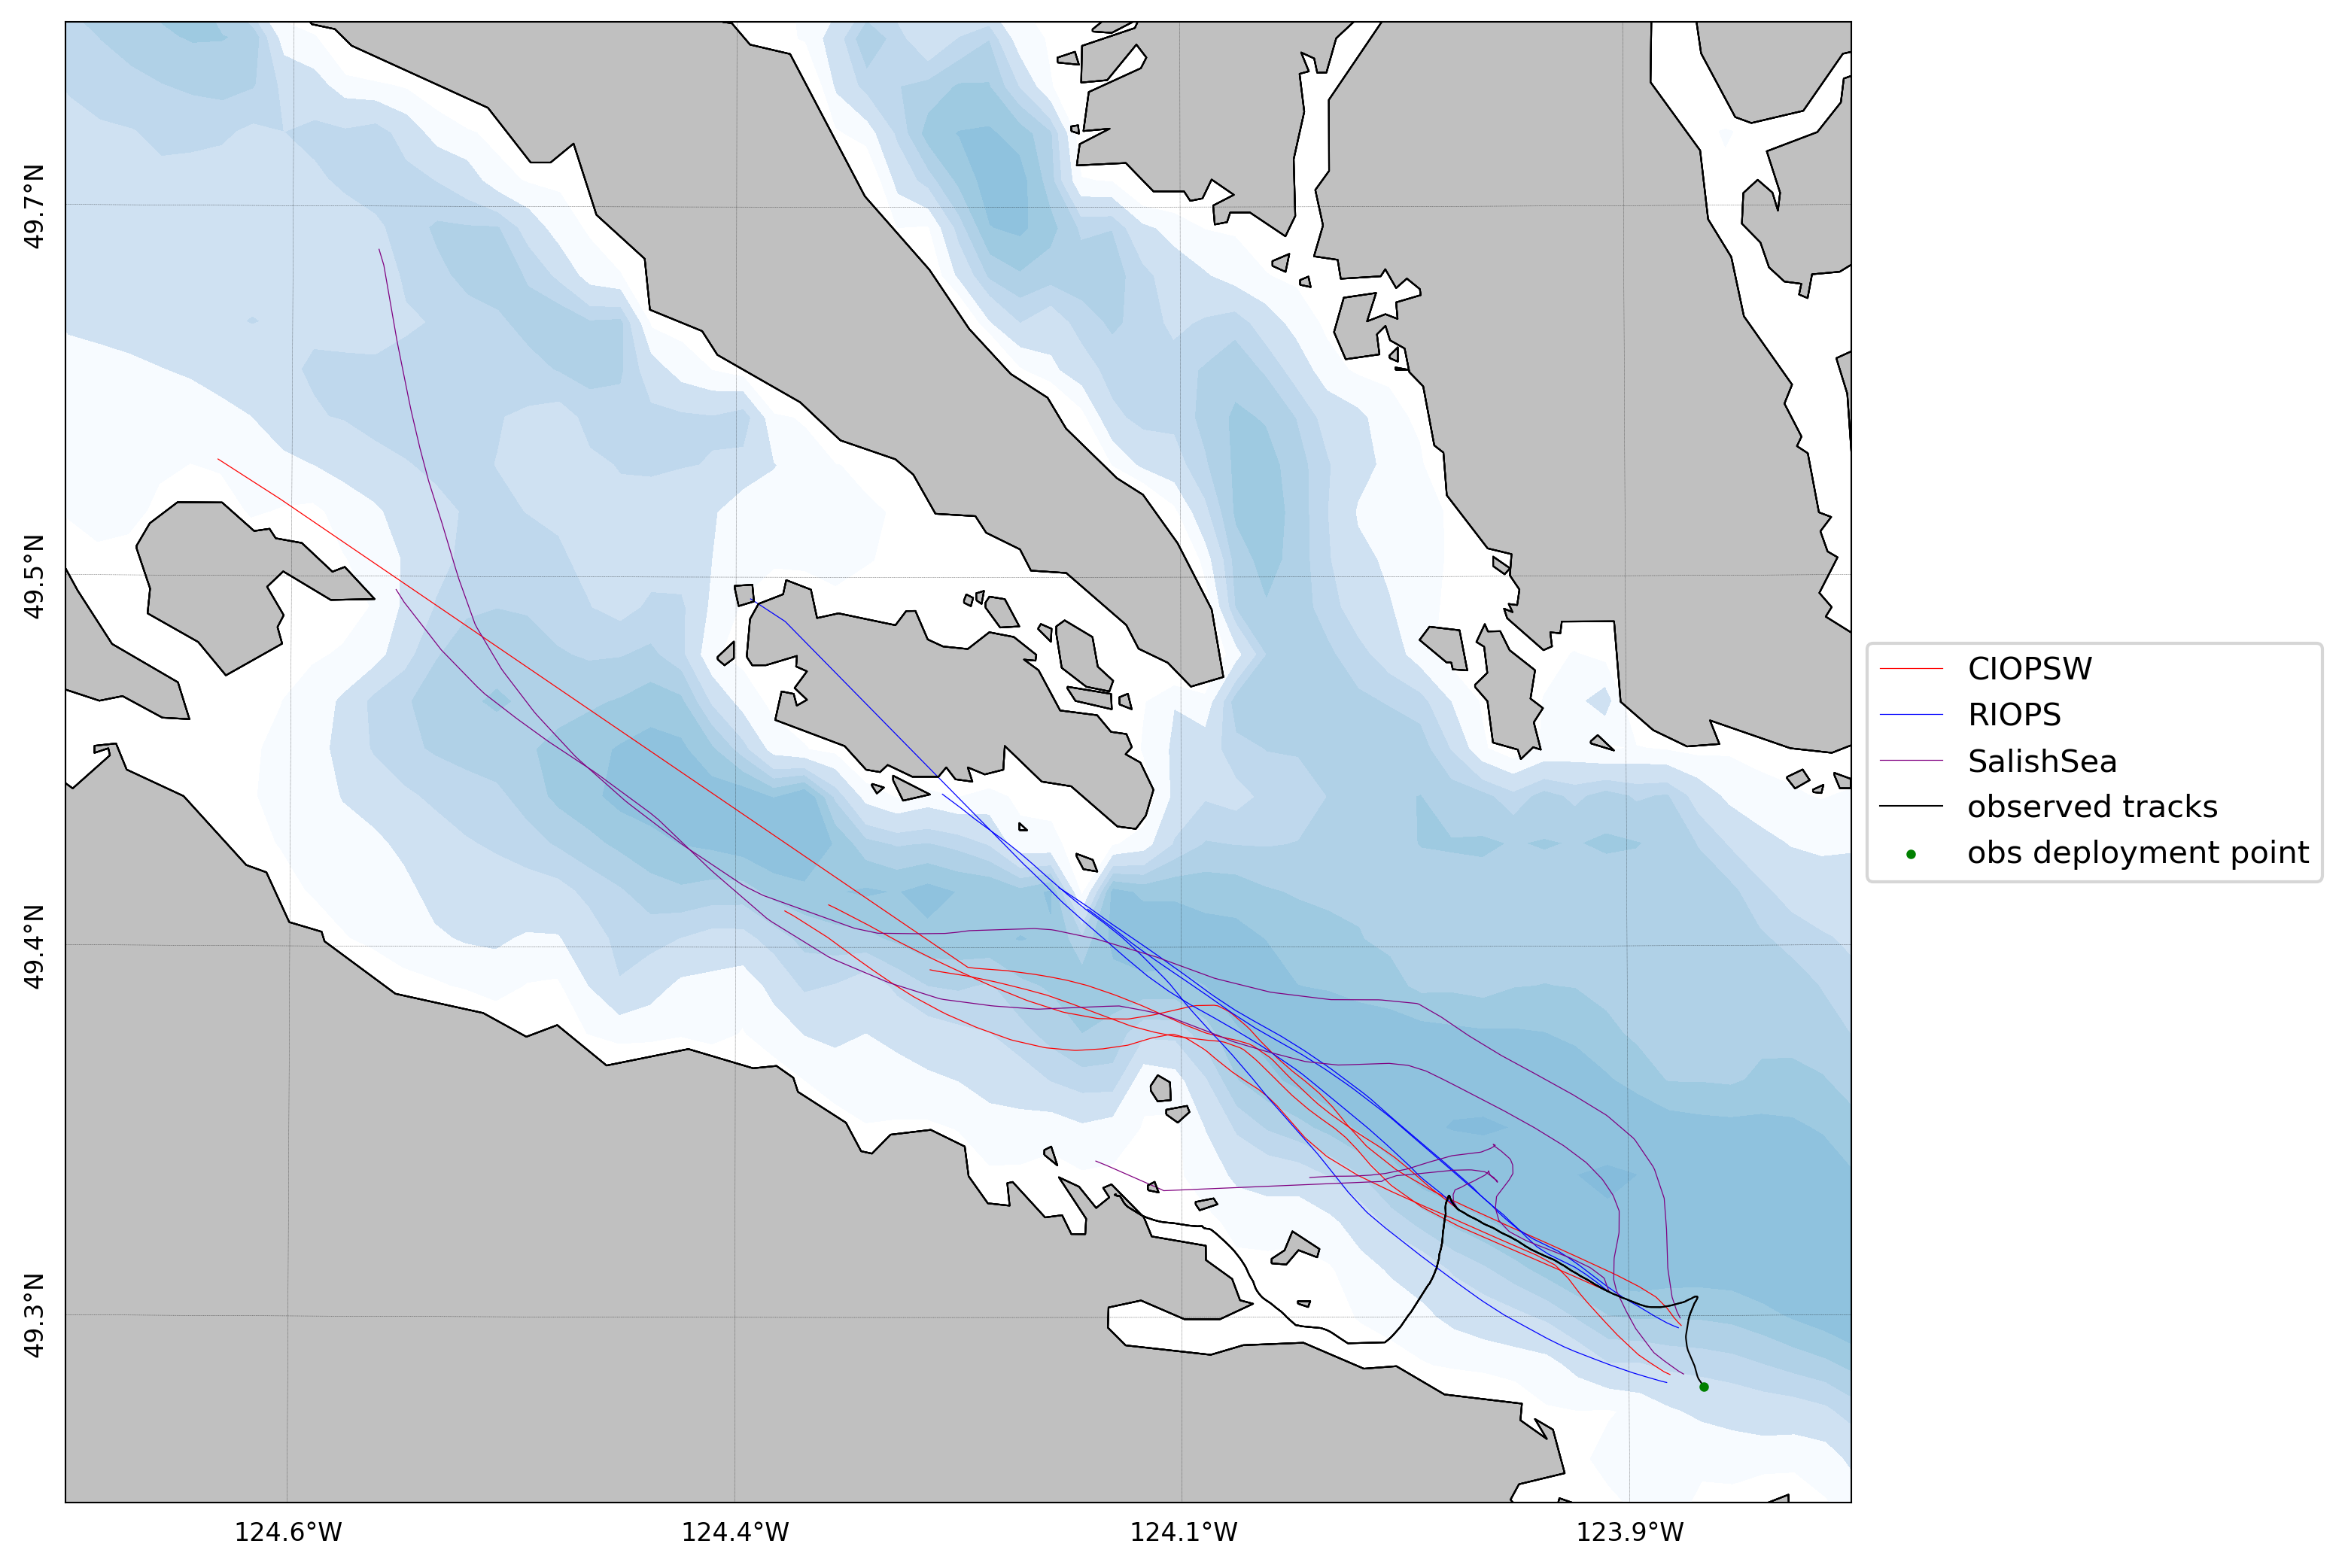 49.7°N
49.5°N
49.4°N
49.3°N
124.6°W
124.4°W
124.1°W
123.9°W
CIOPSW
RIOPS
SalishSea
observed tracks
obs deployment point